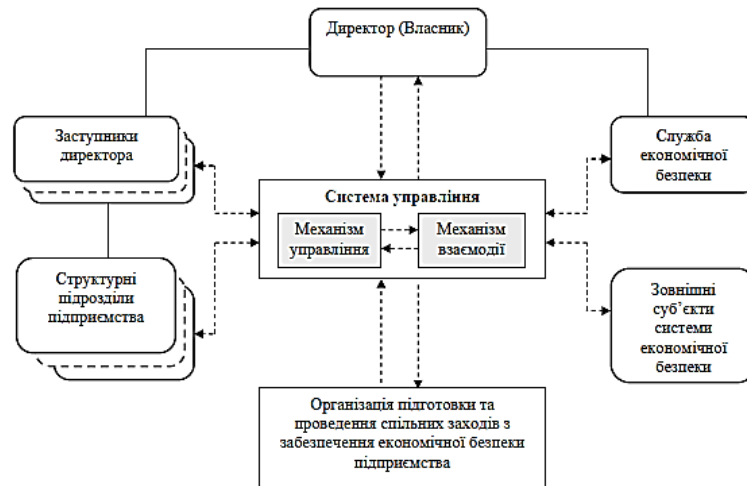 Директор (Власник)
Заступники
директора
Служба
економічної
безпеки
Система управління
Механізм
управління
Механізм
взаємодії
Структурні
підрозділи
підприємства
Зовнішні
суб’єкти
системи
економічної
безпеки
Організація підготовки та
проведення спільних заходів з
забезпечення економічної безпеки
підприємства